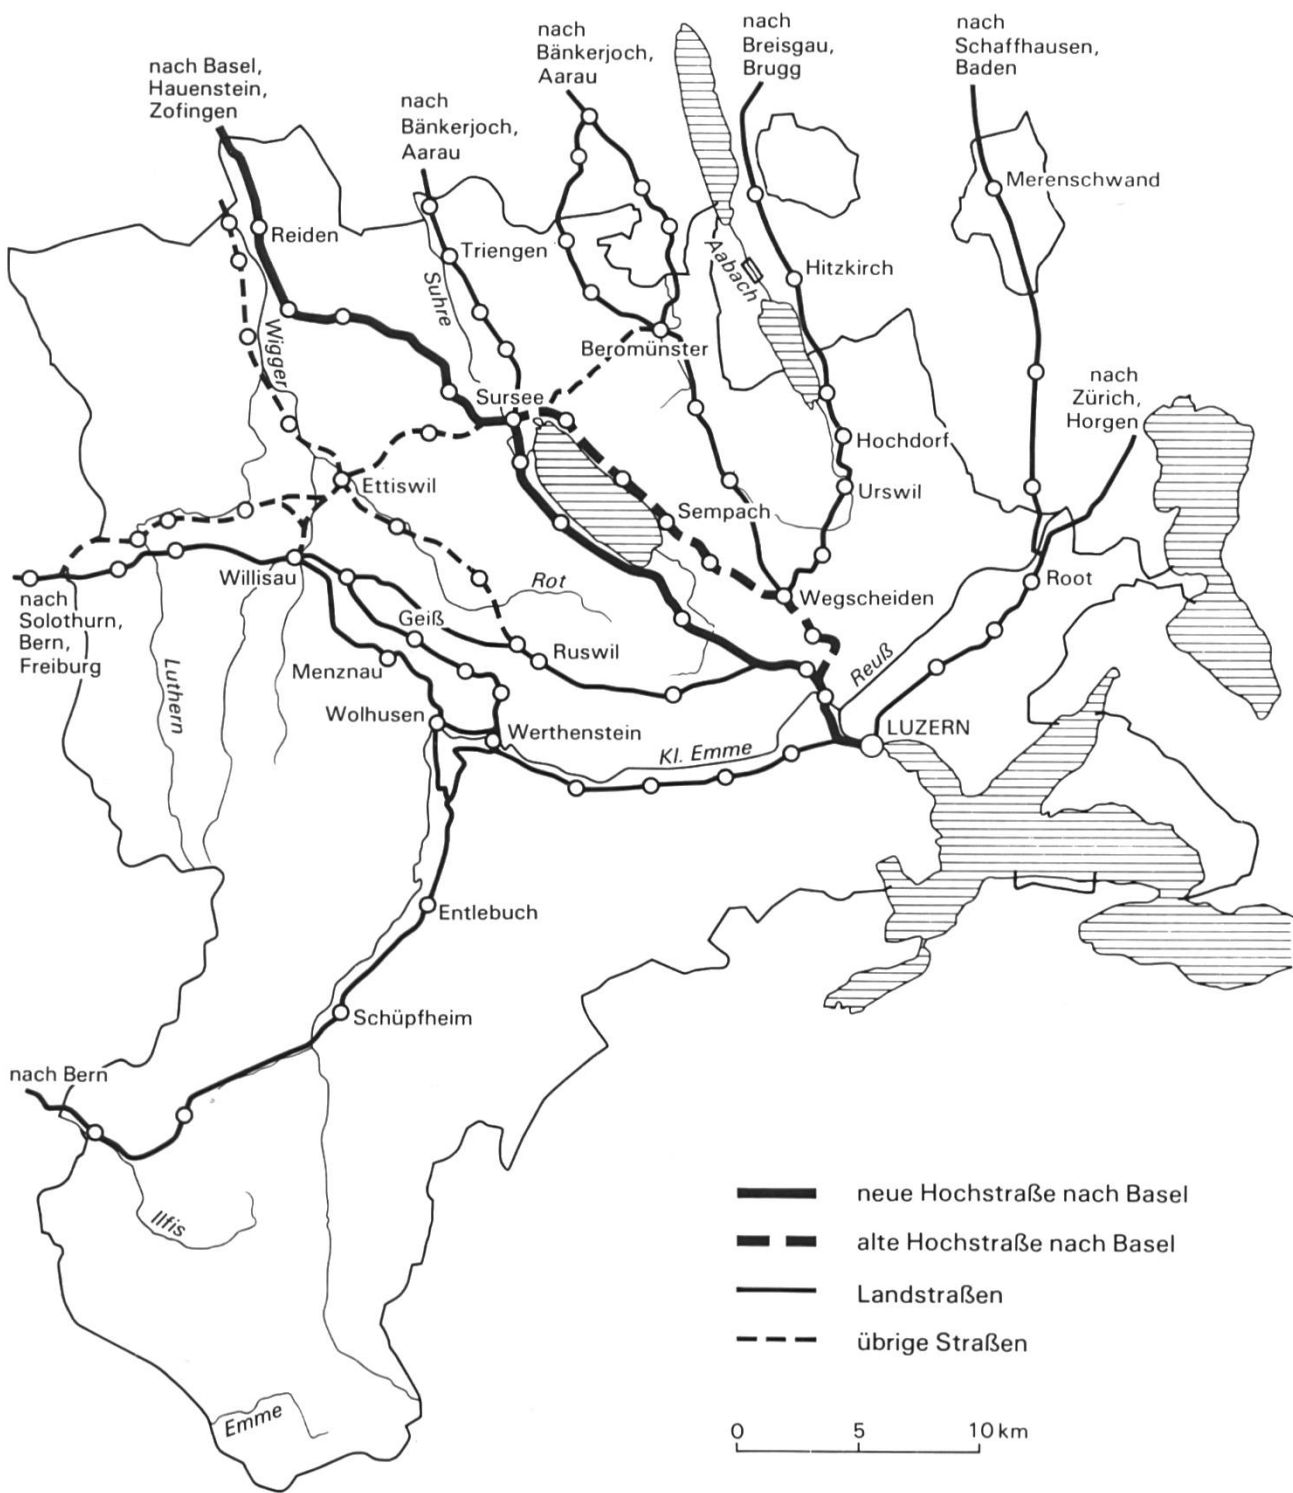 nach Basel,
Hauenstein,
Zofingen
nach
Bänkerjoch,
Aarau
nach
Bänkerjoch,
Aarau
nach
Breisgau,
Brugg
nach
Schaffhausen,
Baden
Merenschwand
Reiden
Triengen
Suhre
Aabach
Hitzkirch
Wigger
Beromünster
nach
Zürich,
Horgen
Sursee
Hochdorf
Ettiswil
Urswil
Sempach
Willisau
Rot
Root
nach
Solothurn,
Bern,
Freiburg
Geiß
Wegscheiden
Ruswil
Menznau
Reuß
Luthern
Wolhusen
Werthenstein
Kl. Emme
LUZERN
Entlebuch
Schüpfheim
nach Bern
Ilfis
Emme
neue Hochstraße nach Basel
alte Hochstraße nach Basel
Landstraßen
übrige Straßen
0 5 10 km